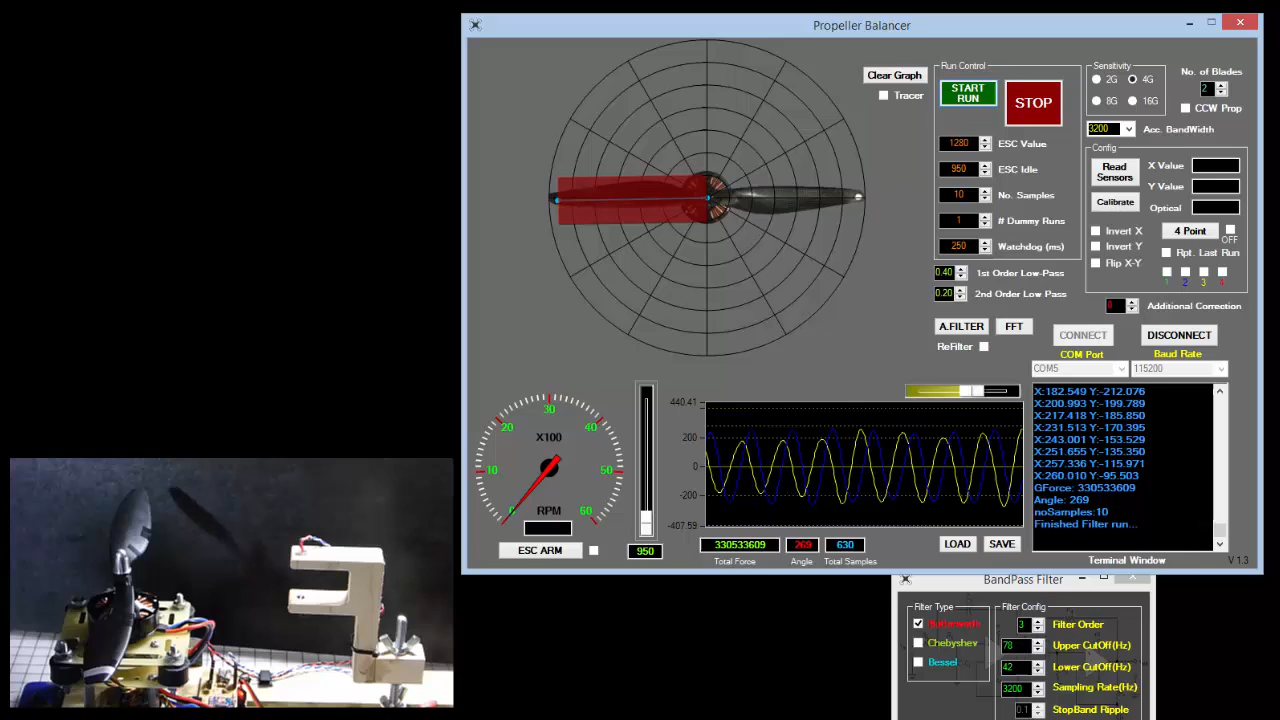 Propeller Balancer
Clear Graph
Tracer
Run Control
START RUN
STOP
1280 ESC Value
950 ESC Idle
10 No. Samples
1 # Dummy Runs
250 Watchdog (ms)
0.40 1st Order Low-Pass
0.20 2nd Order Low Pass
A.FILTER FFT
ReFilter
Sensitivity
2G 4G
8G 16G
No. of Blades
2
CCW Prop
3200 Acc. BandWidth
Config
Read Sensors
Calibrate
X Value
Y Value
Optical
Invert X
Invert Y
Flip X-Y
4 Point
OFF
Rpt. Last Run
1 2 3 4
0 Additional Correction
CONNECT DISCONNECT
COM Port Baud Rate
COM5 115200
X:182.549 Y:-212.076
X:200.993 Y:-199.789
X:217.418 Y:-185.850
X:231.513 Y:-170.395
X:243.001 Y:-153.529
X:251.655 Y:-135.350
X:257.336 Y:-115.971
X:260.010 Y:-95.503
GForce: 330533609
Angle: 269
noSamples:10
Finished Filter run...
Terminal Window
V 1.3
0 10 20 30 40 50 60
X100
RPM
ESC ARM
950
440.41
200
0
-200
-407.59
330533609 269 630
Total Force Angle Total Samples
LOAD SAVE
BandPass Filter
Filter Type
Butterworth
Chebyshev
Bessel
Filter Config
3 Filter Order
78 Upper CutOff(Hz)
42 Lower CutOff(Hz)
3200 Sampling Rate(Hz)
0.1 StopBand Ripple